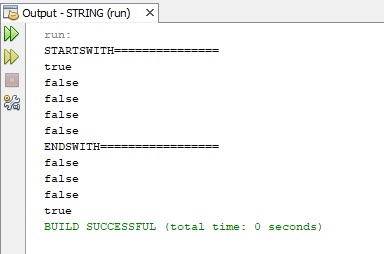 Output - STRING (run)
run:
STARTSWITH===============
true
false
false
false
false
ENDSWITH=================
false
false
false
true
BUILD SUCCESSFUL (total time: 0 seconds)